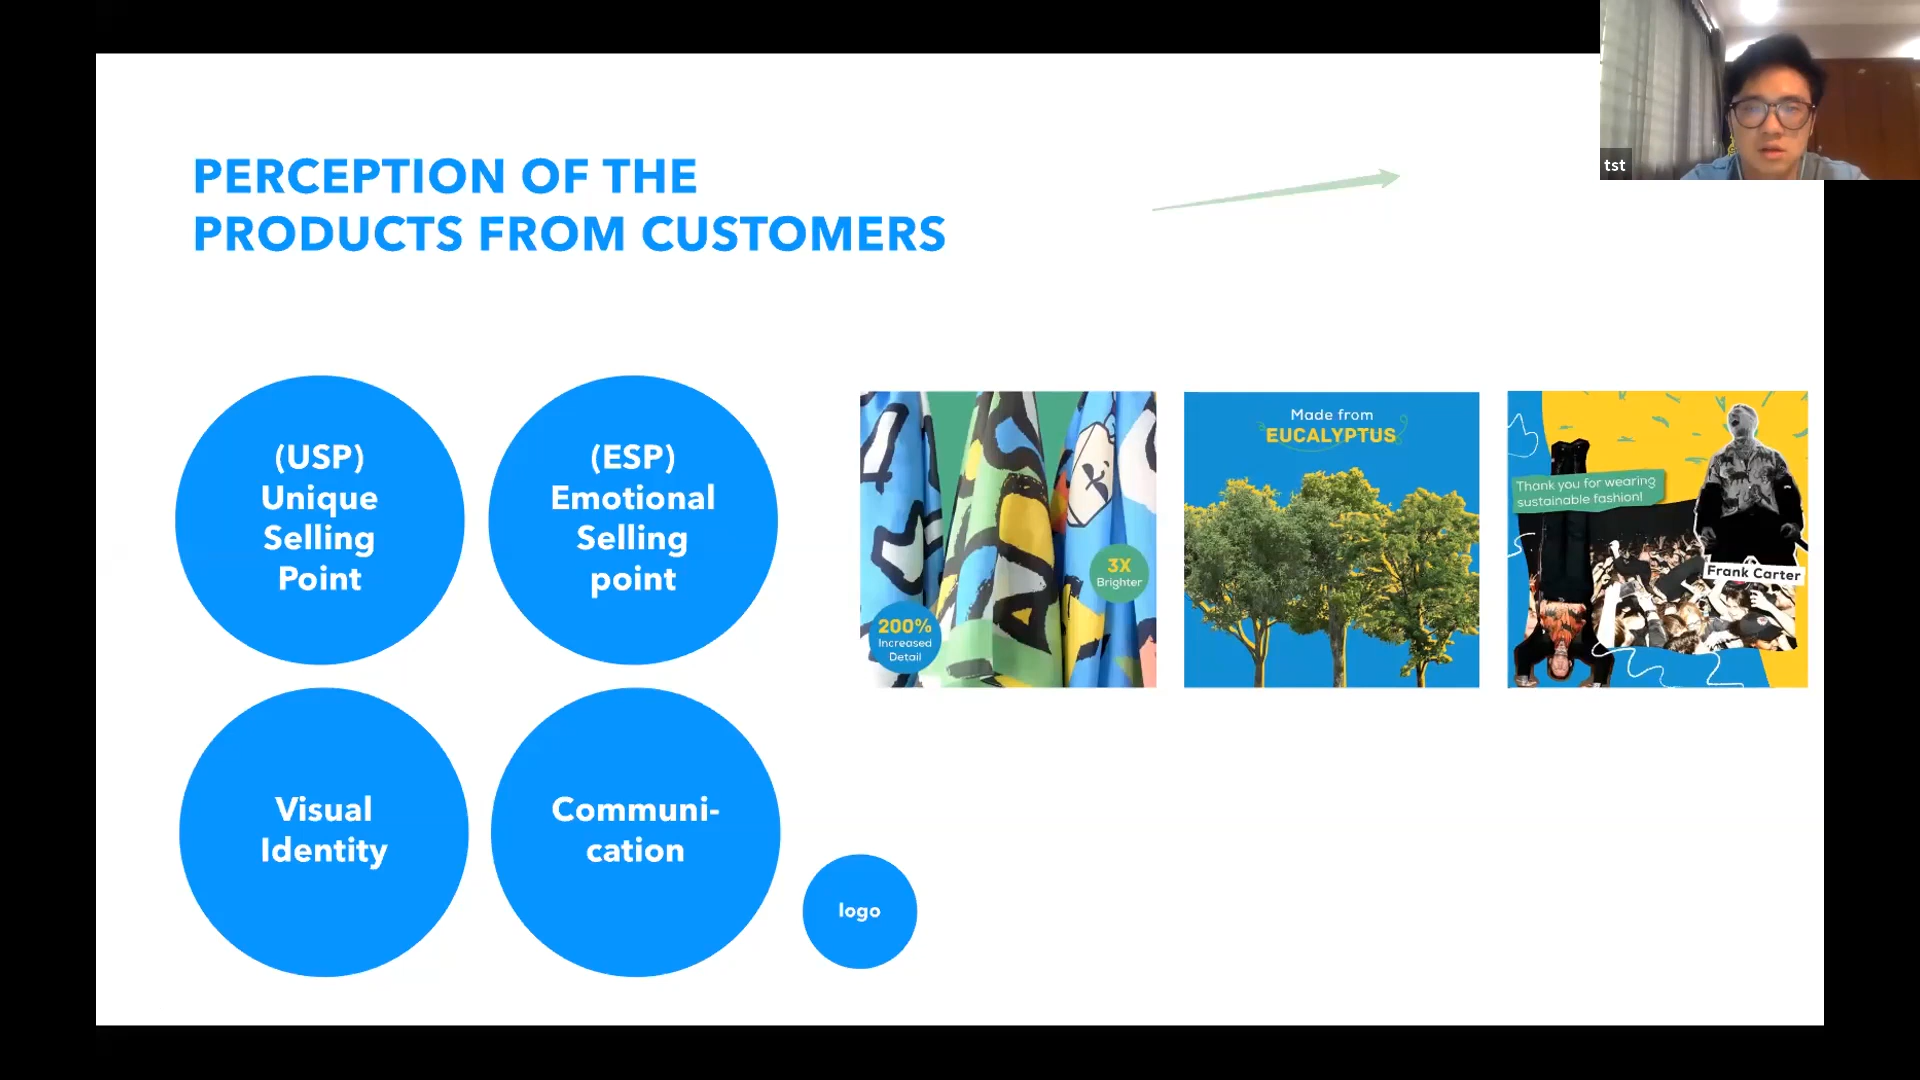 tst
PERCEPTION OF THE
PRODUCTS FROM CUSTOMERS
(USP)
Unique
Selling
Point
(ESP)
Emotional
Selling
point
Visual
Identity
Communi-
cation
logo
3X
Brighter
200%
Increased
Detail
Made from
EUCALYPTUS
Thank you for wearing
sustainable fashion!
Frank Carter